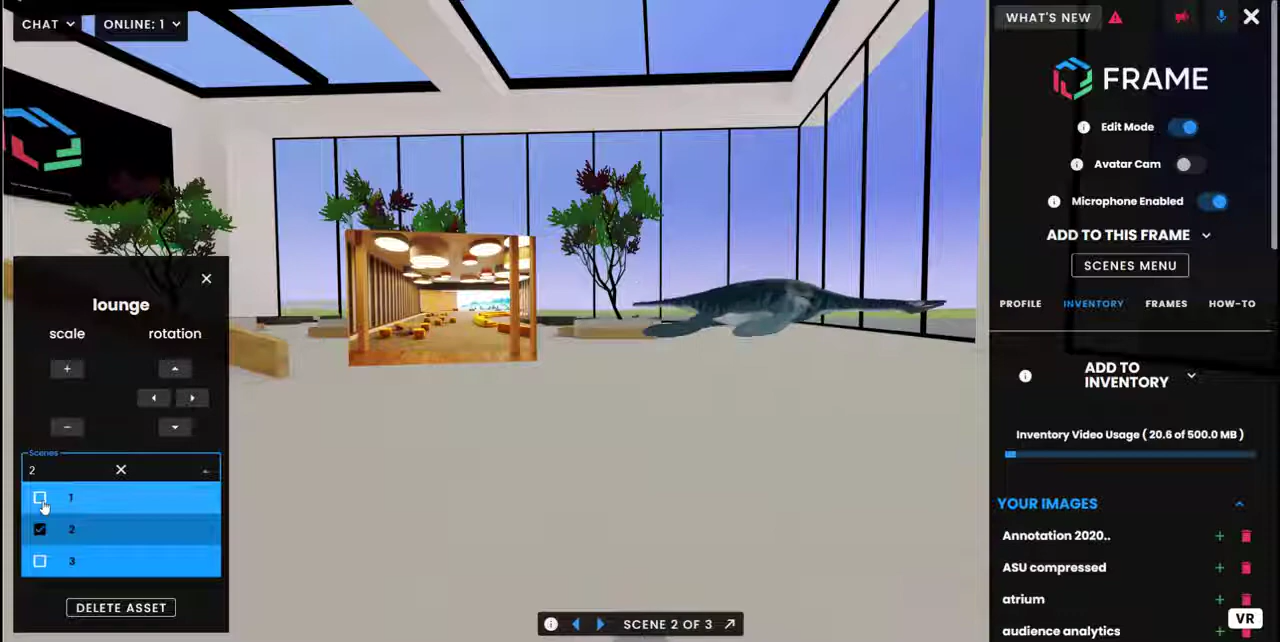 CHAT
ONLINE: 1
WHAT'S NEW
FRAME
Edit Mode
Avatar Cam
Microphone Enabled
ADD TO THIS FRAME
SCENES MENU
PROFILE INVENTORY FRAMES HOW-TO
ADD TO
INVENTORY
Inventory Video Usage ( 20.6 of 500.0 MB )
YOUR IMAGES
Annotation 2020..
ASU compressed
atrium
audience analytics
VR
lounge
scale rotation
Scenes
2
1
2
3
DELETE ASSET
SCENE 2 OF 3